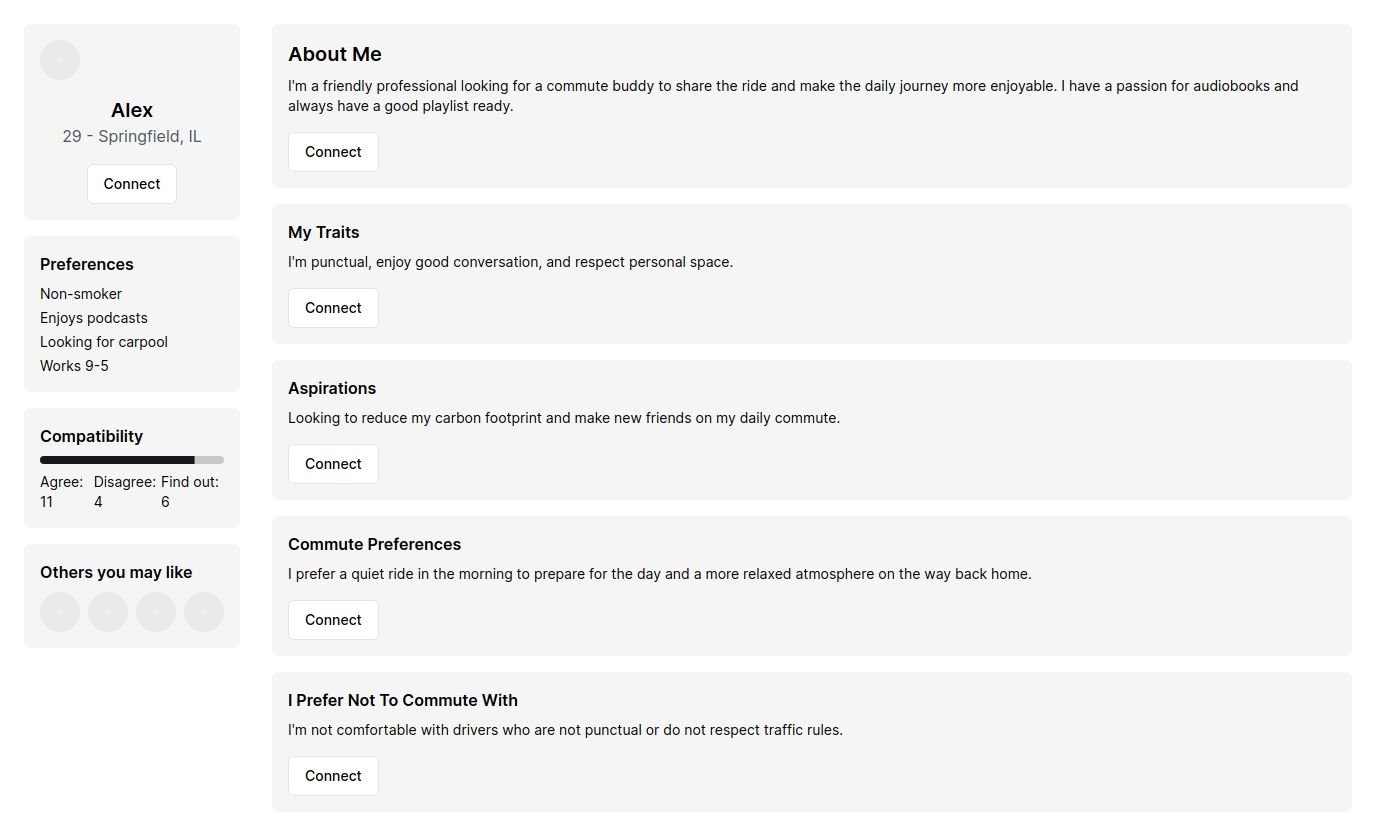 Alex
29 - Springfield, IL
Connect
Preferences
Non-smoker
Enjoys podcasts
Looking for carpool
Works 9-5
Compatibility
Agree: Disagree: Find out:
11 4 6
Others you may like
About Me
I'm a friendly professional looking for a commute buddy to share the ride and make the daily journey more enjoyable. I have a passion for audiobooks and
always have a good playlist ready.
Connect
My Traits
I'm punctual, enjoy good conversation, and respect personal space.
Connect
Aspirations
Looking to reduce my carbon footprint and make new friends on my daily commute.
Connect
Commute Preferences
I prefer a quiet ride in the morning to prepare for the day and a more relaxed atmosphere on the way back home.
Connect
I Prefer Not To Commute With
I'm not comfortable with drivers who are not punctual or do not respect traffic rules.
Connect